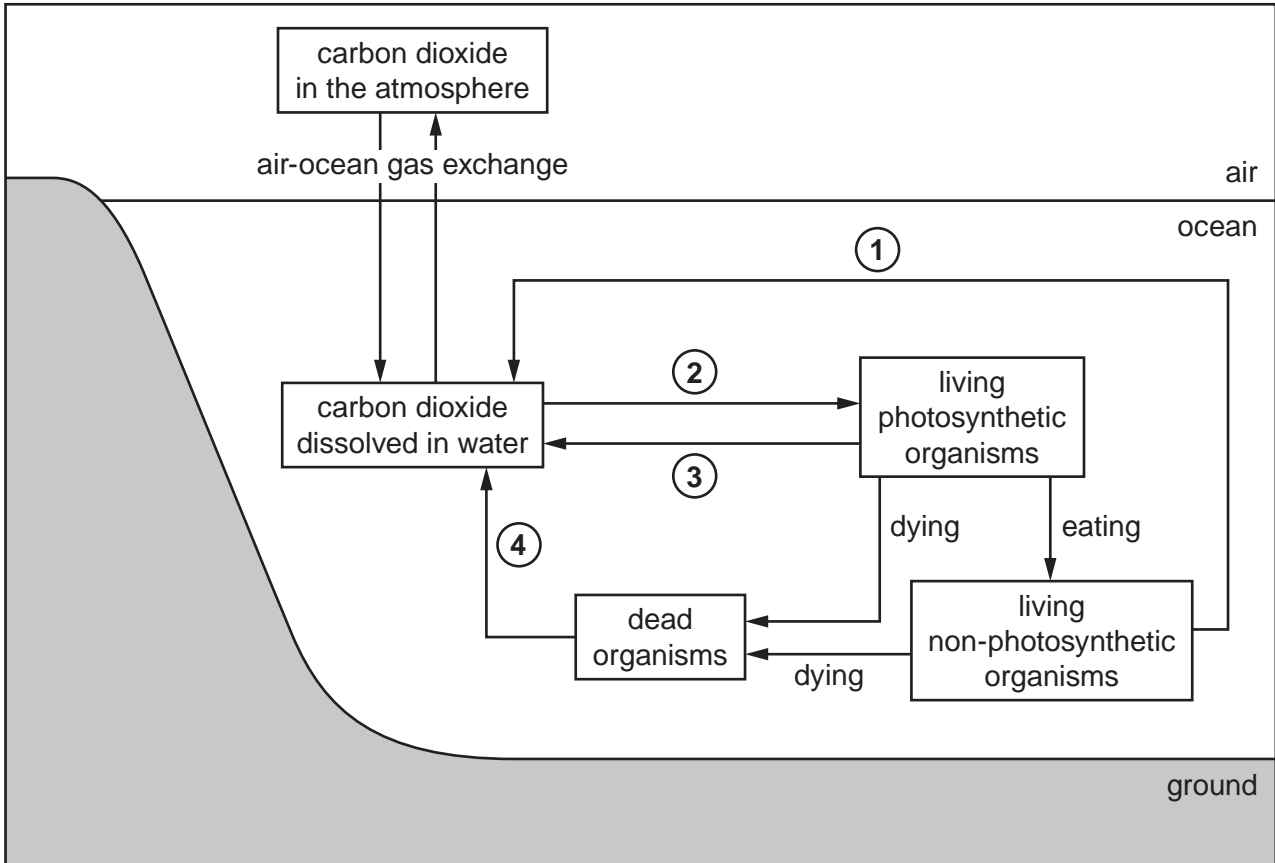 carbon dioxide
in the atmosphere
air-ocean gas exchange
air
ocean
1
2
living
photosynthetic
organisms
carbon dioxide
dissolved in water
3
dying
eating
4
dead
organisms
living
non-photosynthetic
organisms
dying
ground